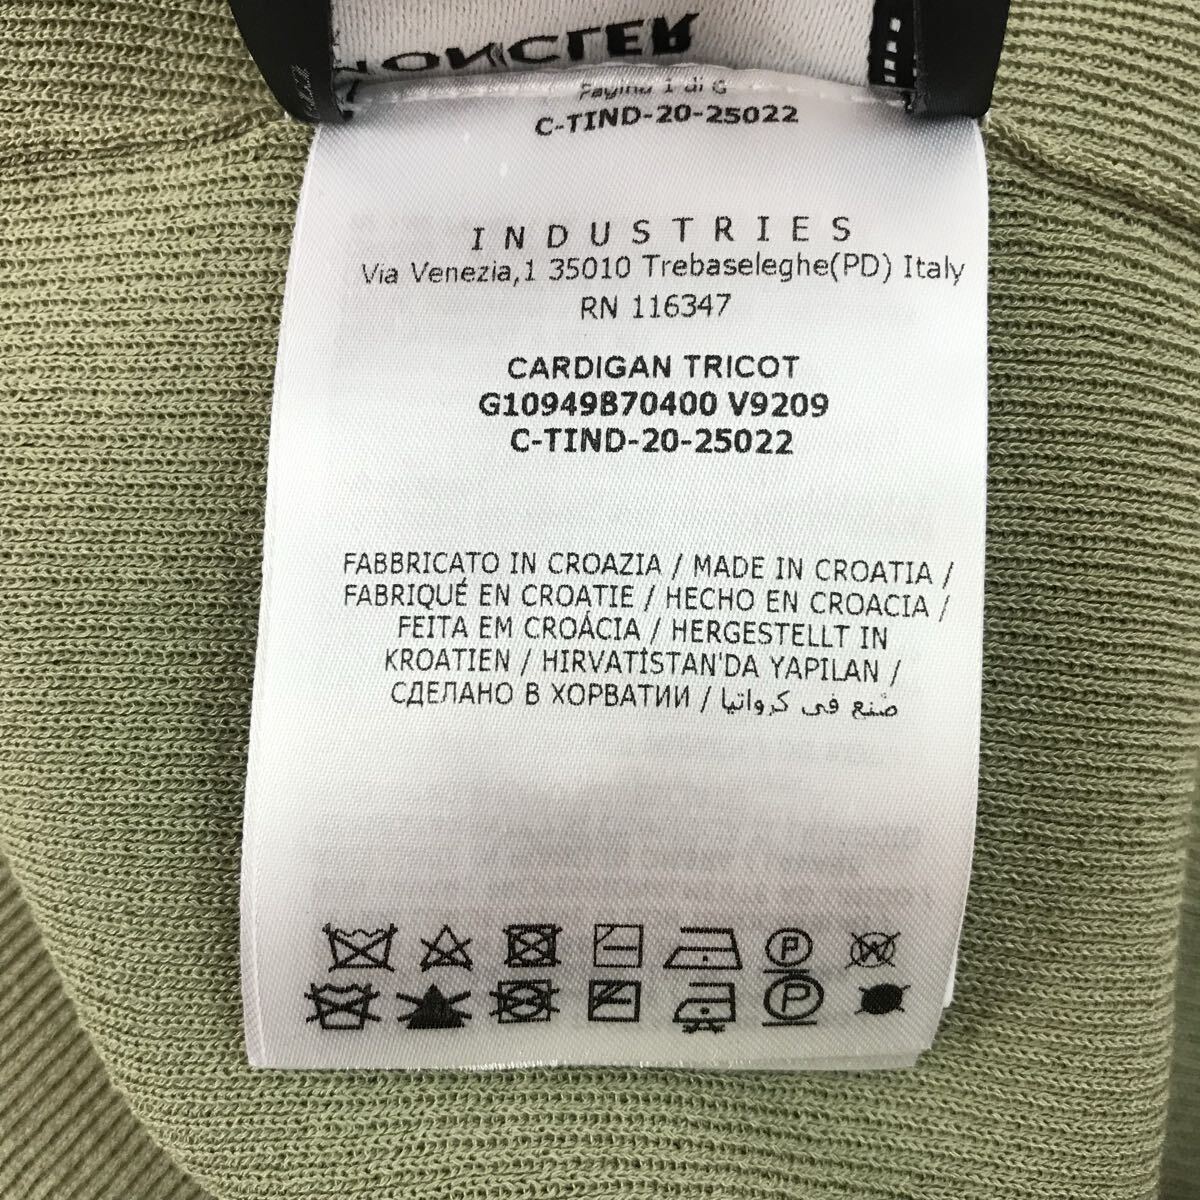 MONCLER
Pagina 1 di 6
C-TIND-20-25022
INDUSTRIES
Via Venezia,1 35010 Trebaseleghe(PD) Italy
RN 116347
CARDIGAN TRICOT
G10949B70400 V9209
C-TIND-20-25022
FABBRICATO IN CROAZIA / MADE IN CROATIA /
FABRIQUÉ EN CROATIE / HECHO EN CROACIA /
FEITA EM CROÁCIA / HERGESTELLT IN
KROATIEN / HIRVATİSTAN'DA YAPILAN /
СДЕЛАНО В ХОРВАТИИ / صنع في كرواتيا
P W
P